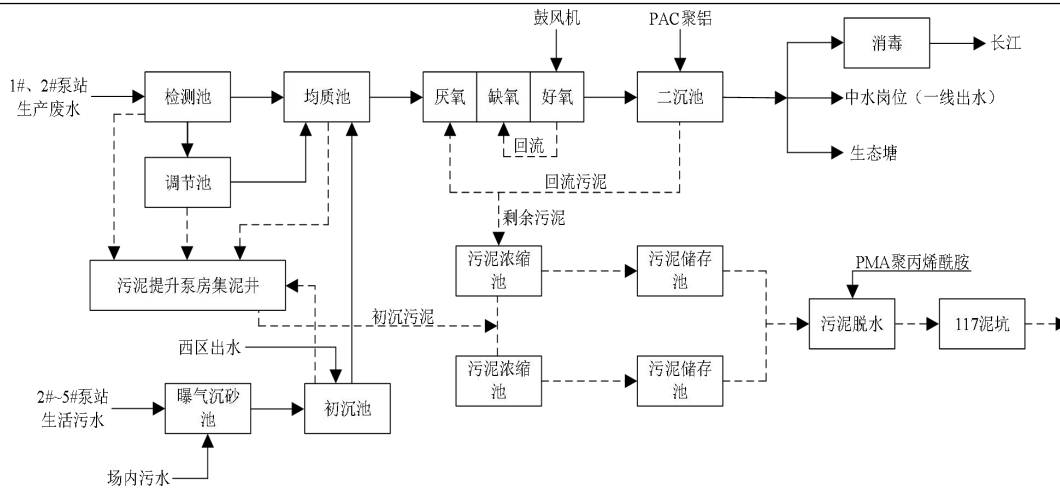 鼓风机
PAC聚铝
消毒
长江
1#、2#泵站
生产废水
检测池
均质池
厌氧
缺氧
好氧
二沉池
中水岗位（一线出水）
回流
生态塘
调节池
回流污泥
剩余污泥
污泥浓缩
池
污泥储存
池
PMA聚丙烯酰胺
污泥提升泵房集泥井
初沉污泥
污泥脱水
117泥坑
西区出水
污泥浓缩
池
污泥储存
池
2#~5#泵站
生活污水
曝气沉砂
池
初沉池
场内污水